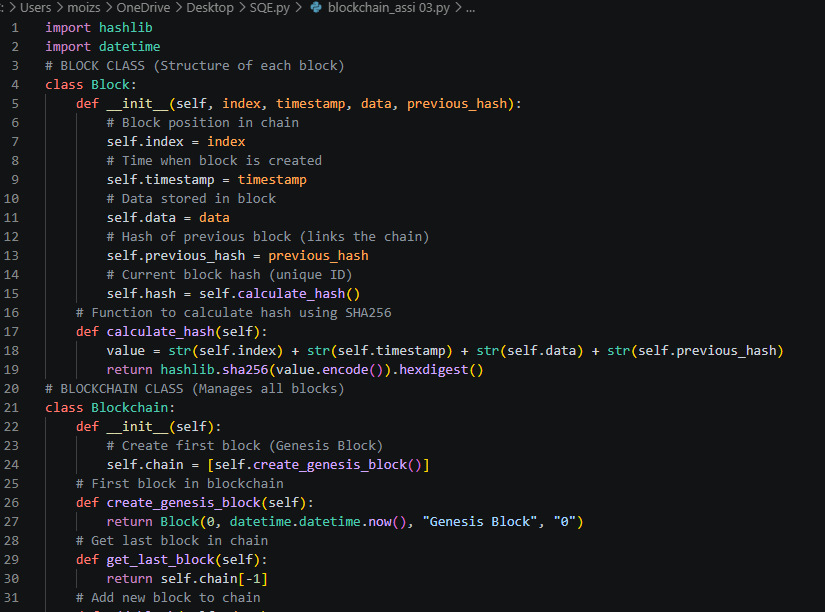 : > Users > moizs > OneDrive > Desktop > SQE.py > blockchain_assi 03.py > ...
1 import hashlib
2 import datetime
3 # BLOCK CLASS (Structure of each block)
4 class Block:
5     def __init__(self, index, timestamp, data, previous_hash):
6         # Block position in chain
7         self.index = index
8         # Time when block is created
9         self.timestamp = timestamp
10         # Data stored in block
11         self.data = data
12         # Hash of previous block (links the chain)
13         self.previous_hash = previous_hash
14         # Current block hash (unique ID)
15         self.hash = self.calculate_hash()
16     # Function to calculate hash using SHA256
17     def calculate_hash(self):
18         value = str(self.index) + str(self.timestamp) + str(self.data) + str(self.previous_hash)
19         return hashlib.sha256(value.encode()).hexdigest()
20 # BLOCKCHAIN CLASS (Manages all blocks)
21 class Blockchain:
22     def __init__(self):
23         # Create first block (Genesis Block)
24         self.chain = [self.create_genesis_block()]
25     # First block in blockchain
26     def create_genesis_block(self):
27         return Block(0, datetime.datetime.now(), "Genesis Block", "0")
28     # Get last block in chain
29     def get_last_block(self):
30         return self.chain[-1]
31     # Add new block to chain